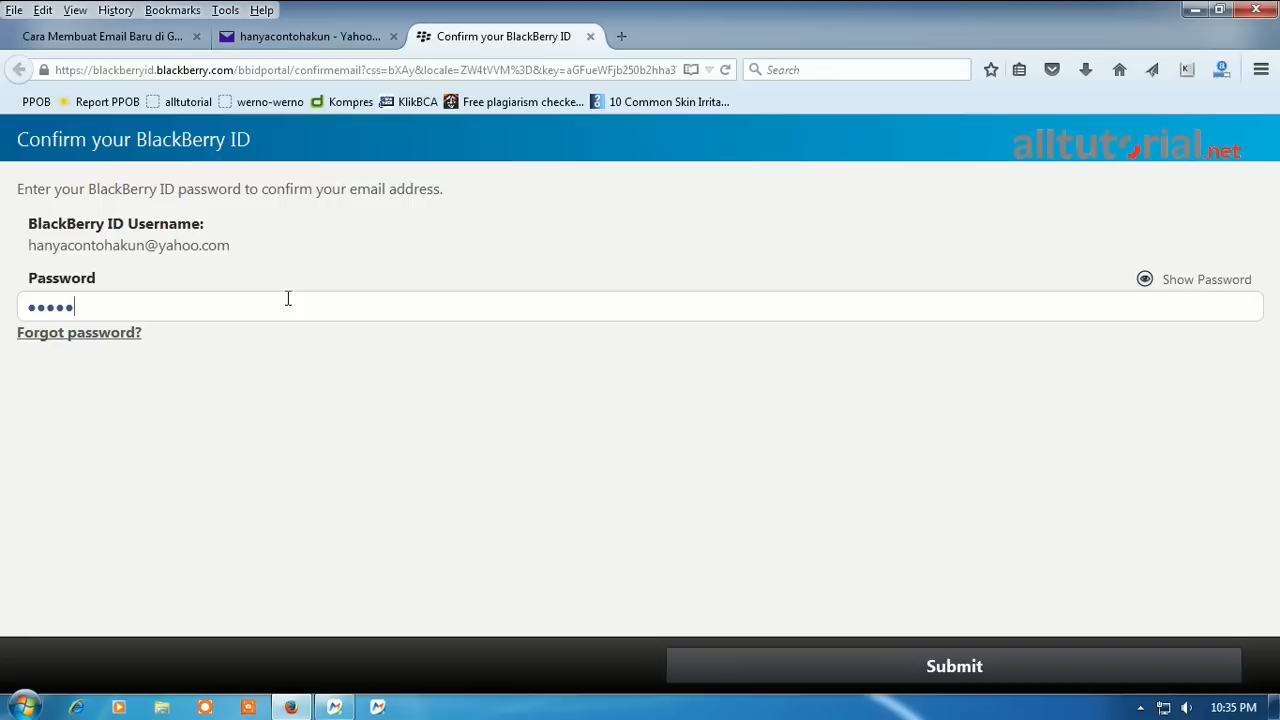 File Edit View History Bookmarks Tools Help
Cara Membuat Email Baru di G... hanyacontohakun - Yahoo... Confirm your BlackBerry ID
https://blackberryid.blackberry.com/bbidportal/confirmemail?css=bXAy&locale=ZW4tVVM%3D&key=aGFueWFjb250b2hha3 Search
PPOB Report PPOB alltutorial werno-werno Kompres KlikBCA Free plagiarism checke... 10 Common Skin Irrita...
Confirm your BlackBerry ID
alltutorial.net
Enter your BlackBerry ID password to confirm your email address.
BlackBerry ID Username:
hanyacontohakun@yahoo.com
Password
Show Password
Forgot password?
Submit
10:35 PM